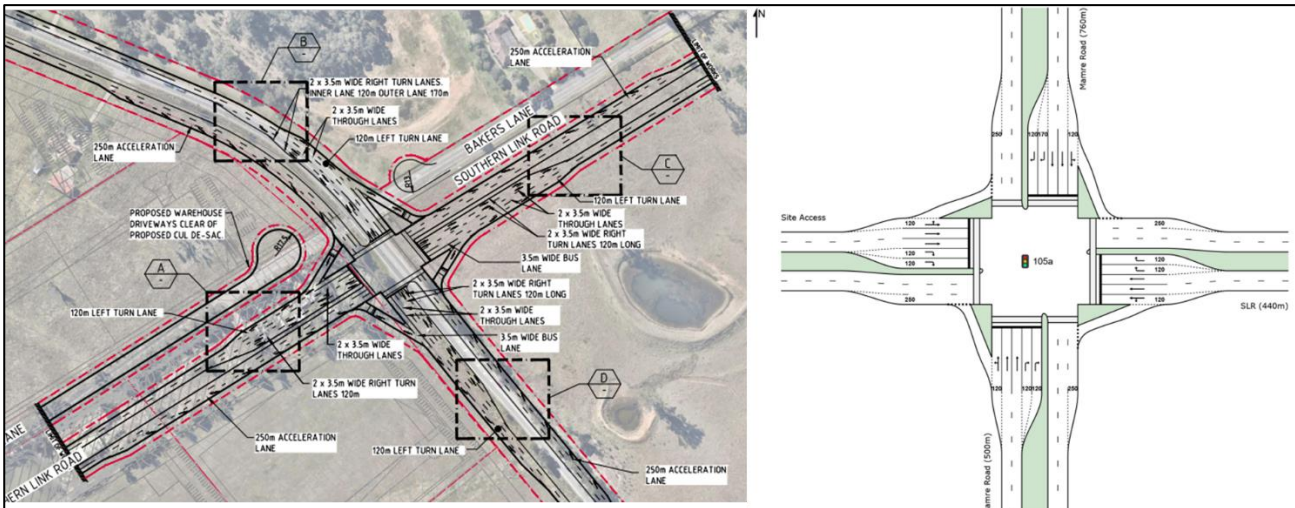 B
-
250m ACCELERATION
LANE
LIMIT OF WORKS
2 x 3.5m WIDE RIGHT TURN LANES.
INNER LANE 120m OUTER LANE 170m
2 x 3.5m WIDE
THROUGH LANES
120m LEFT TURN LANE
BAKERS LANE
SOUTHERN LINK ROAD
250m ACCELERATION
LANE
C
-
120m LEFT TURN LANE
2 x 3.5m WIDE
THROUGH LANES
2 x 3.5m WIDE RIGHT
TURN LANES 120m LONG
3.5m WIDE BUS
LANE
PROPOSED WAREHOUSE
DRIVEWAYS CLEAR OF
PROPOSED CUL DE-SAC
A
-
120m LEFT TURN LANE
2 x 3.5m WIDE RIGHT
TURN LANES 120m LONG
2 x 3.5m WIDE
THROUGH LANES
3.5m WIDE BUS
LANE
2 x 3.5m WIDE
THROUGH LANES
2 x 3.5m WIDE RIGHT TURN
LANES 120m
D
-
250m ACCELERATION
LANE
120m LEFT TURN LANE
250m ACCELERATION
LANE
LANE
HERN LINK ROAD
N
Mamre Road (760m)
250
120
170
120
Site Access
120
120
120
250
105a
250
120
120
120
SLR (440m)
120
120
120
250
amre Road (500m)